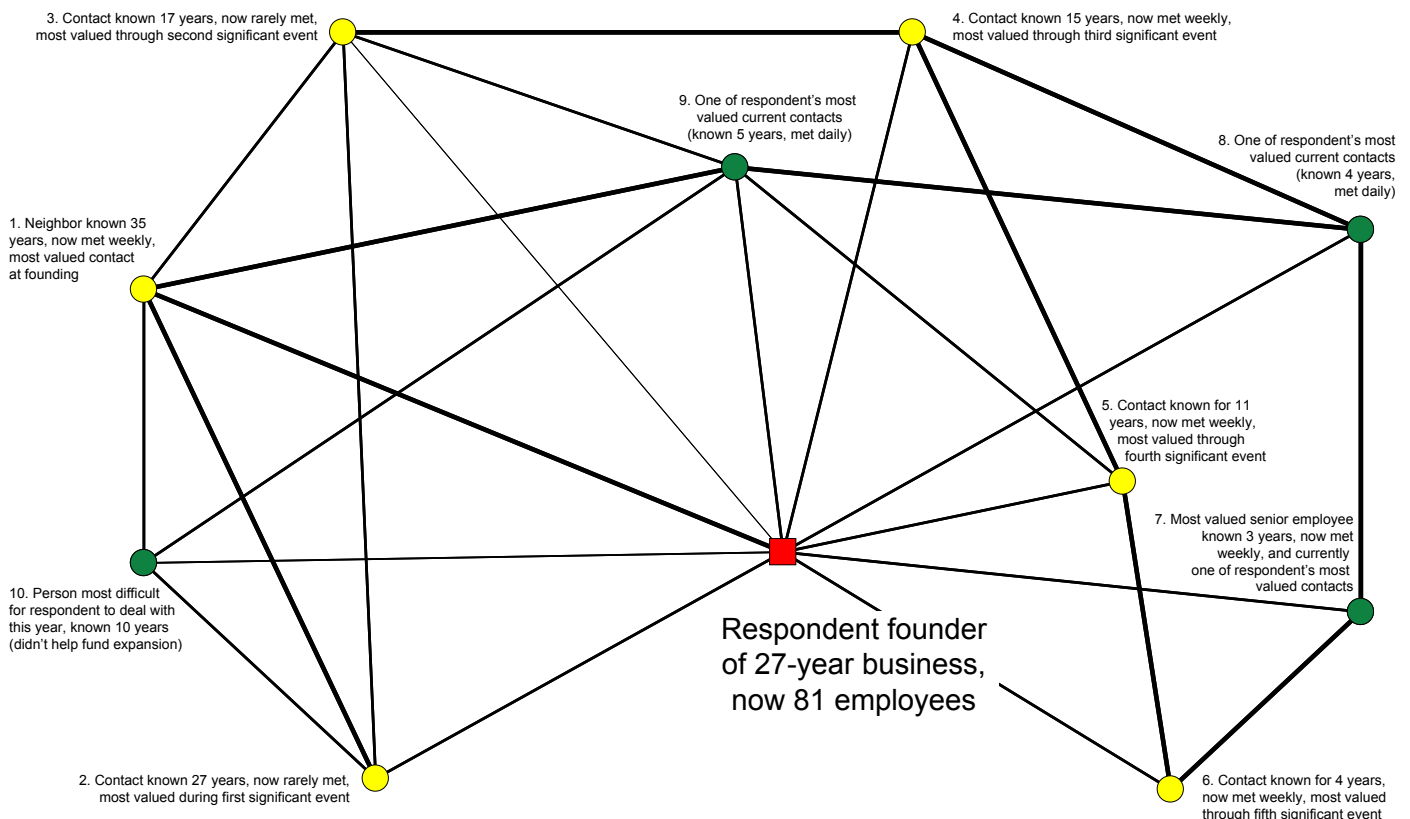 3. Contact known 17 years, now rarely met,
most valued through second significant event
4. Contact known 15 years, now met weekly,
most valued through third significant event
9. One of respondent’s most
valued current contacts
(known 5 years, met daily)
8. One of respondent’s most
valued current contacts
(known 4 years,
met daily)
1. Neighbor known 35
years, now met weekly,
most valued contact
at founding
5. Contact known for 11
years, now met weekly,
most valued through
fourth significant event
7. Most valued senior employee
known 3 years, now met
weekly, and currently
one of respondent’s most
valued contacts
10. Person most difficult
for respondent to deal with
this year, known 10 years
(didn’t help fund expansion)
Respondent founder
of 27-year business,
now 81 employees
2. Contact known 27 years, now rarely met,
most valued during first significant event
6. Contact known for 4 years,
now met weekly, most valued
through fifth significant event